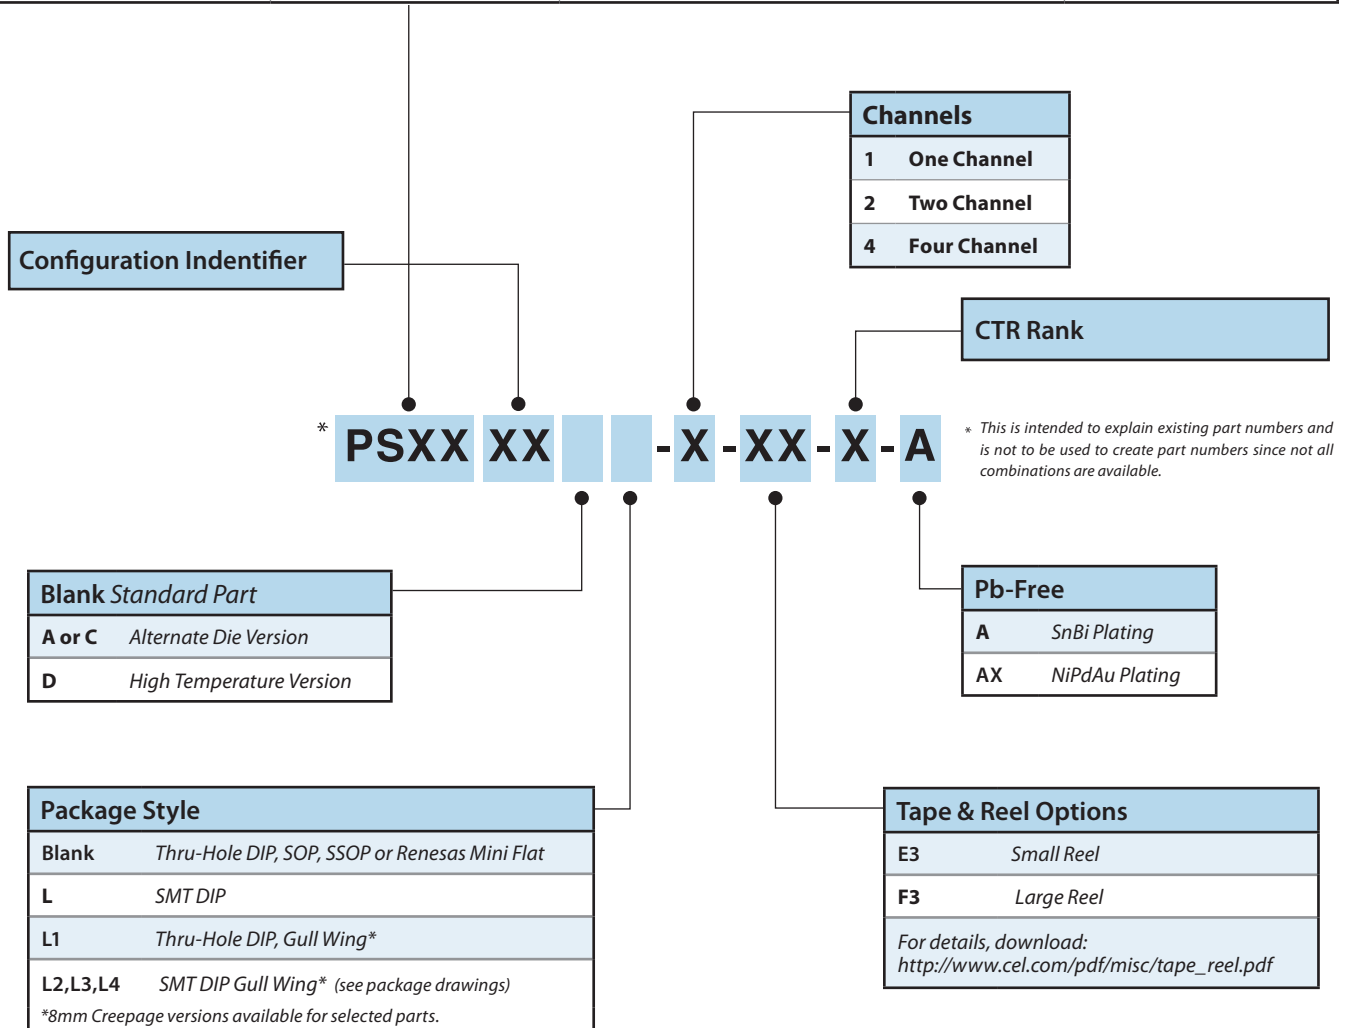 Channels
1 One Channel
2 Two Channel
4 Four Channel
Configuration Indentifier
CTR Rank
* PSXX XX -X-XX-X-A
* This is intended to explain existing part numbers and
is not to be used to create part numbers since not all
combinations are available.
Blank Standard Part
A or C Alternate Die Version
D High Temperature Version
Pb-Free
A SnBi Plating
AX NiPdAu Plating
Package Style
Blank Thru-Hole DIP, SOP, SSOP or Renesas Mini Flat
L SMT DIP
L1 Thru-Hole DIP, Gull Wing*
L2,L3,L4 SMT DIP Gull Wing* (see package drawings)
*8mm Creepage versions available for selected parts.
Tape & Reel Options
E3 Small Reel
F3 Large Reel
For details, download:
http://www.cel.com/pdf/misc/tape_reel.pdf